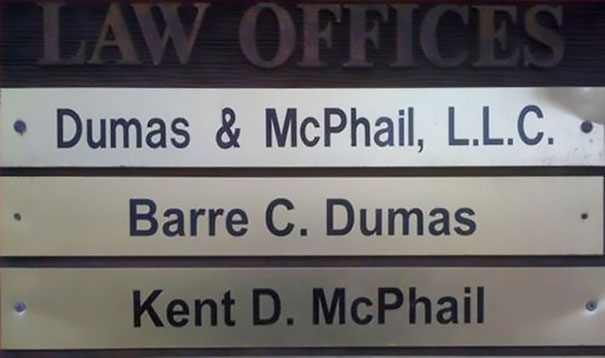 LAW OFFICES
Dumas & McPhail, L.L.C.
Barre C. Dumas
Kent D. McPhail